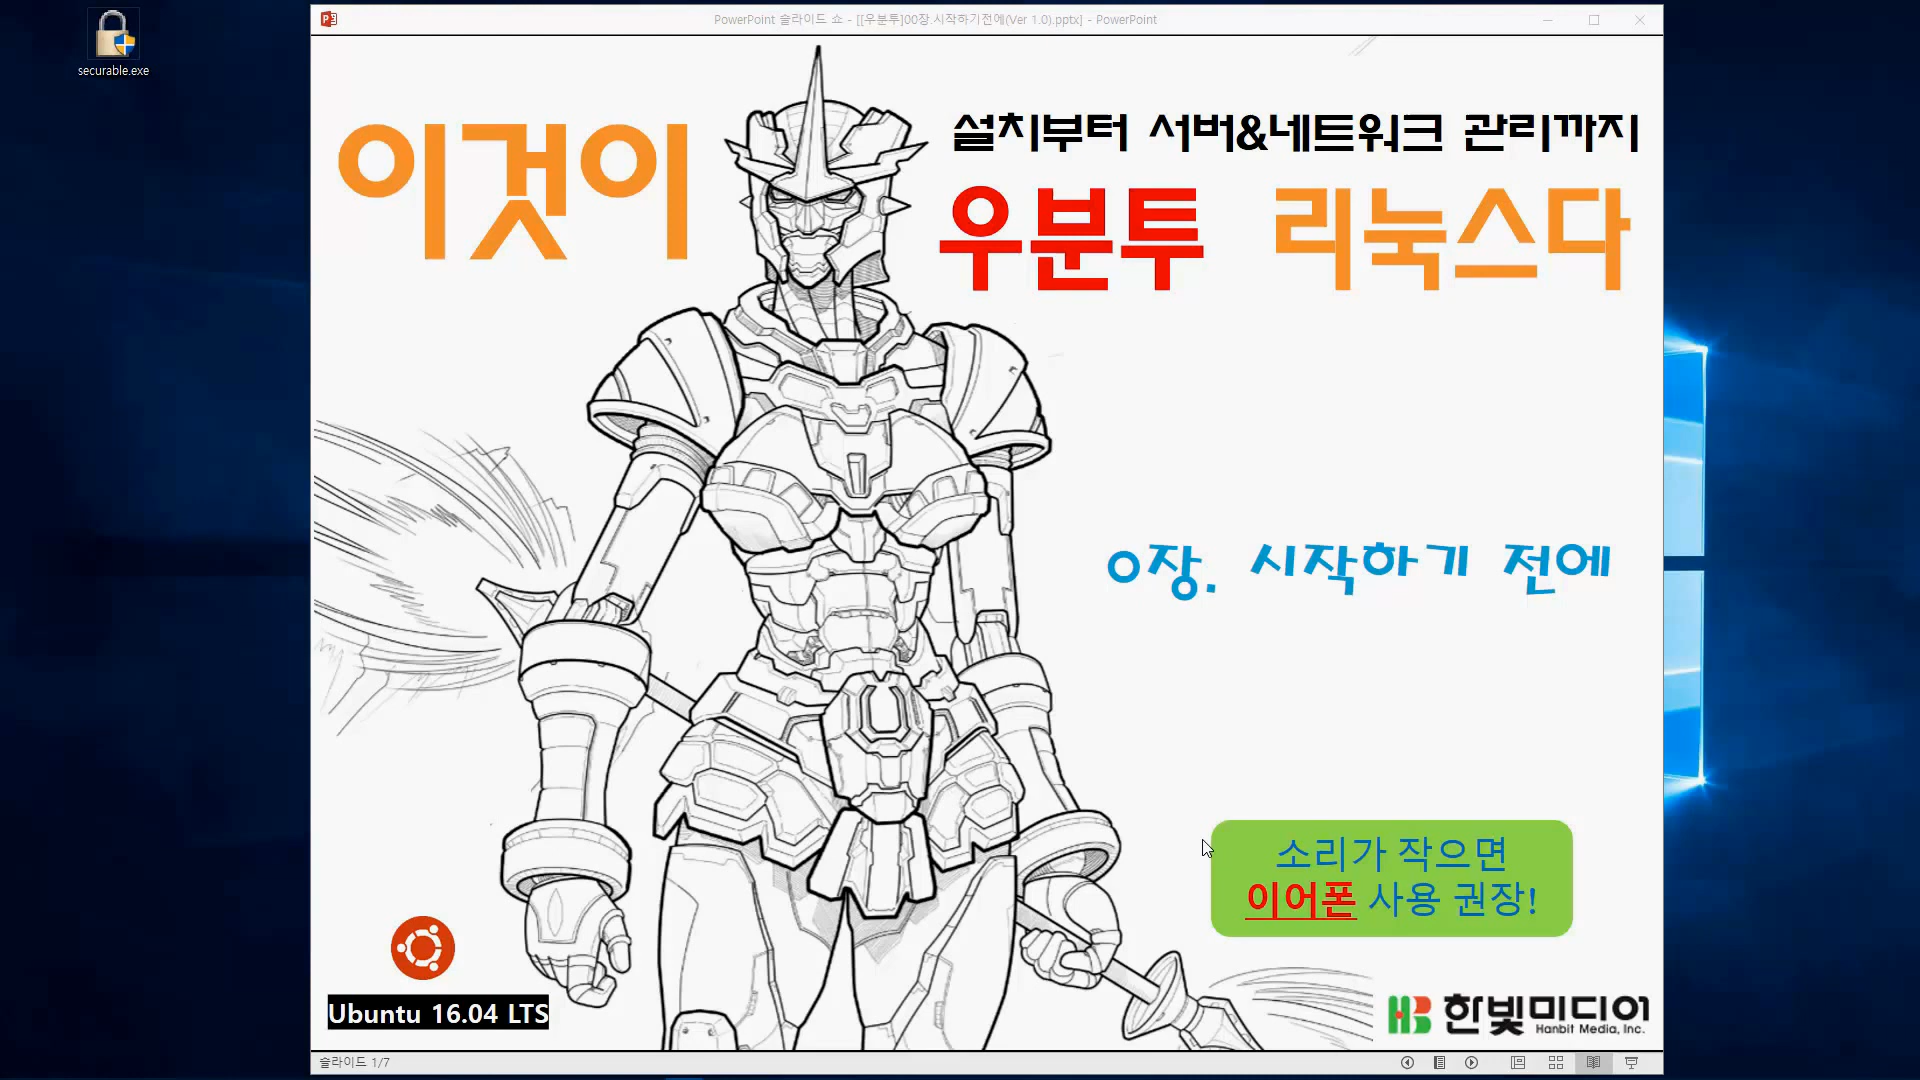 securable.exe
PowerPoint 슬라이드 쇼 - [[우분투]00장.시작하기전에(Ver 1.0).pptx] - PowerPoint
이것이
설치부터 서버&네트워크 관리까지
우분투 리눅스다
0장. 시작하기 전에
소리가 작으면
이어폰 사용 권장!
Ubuntu 16.04 LTS
한빛미디어
Hanbit Media, Inc.
슬라이드 1/7